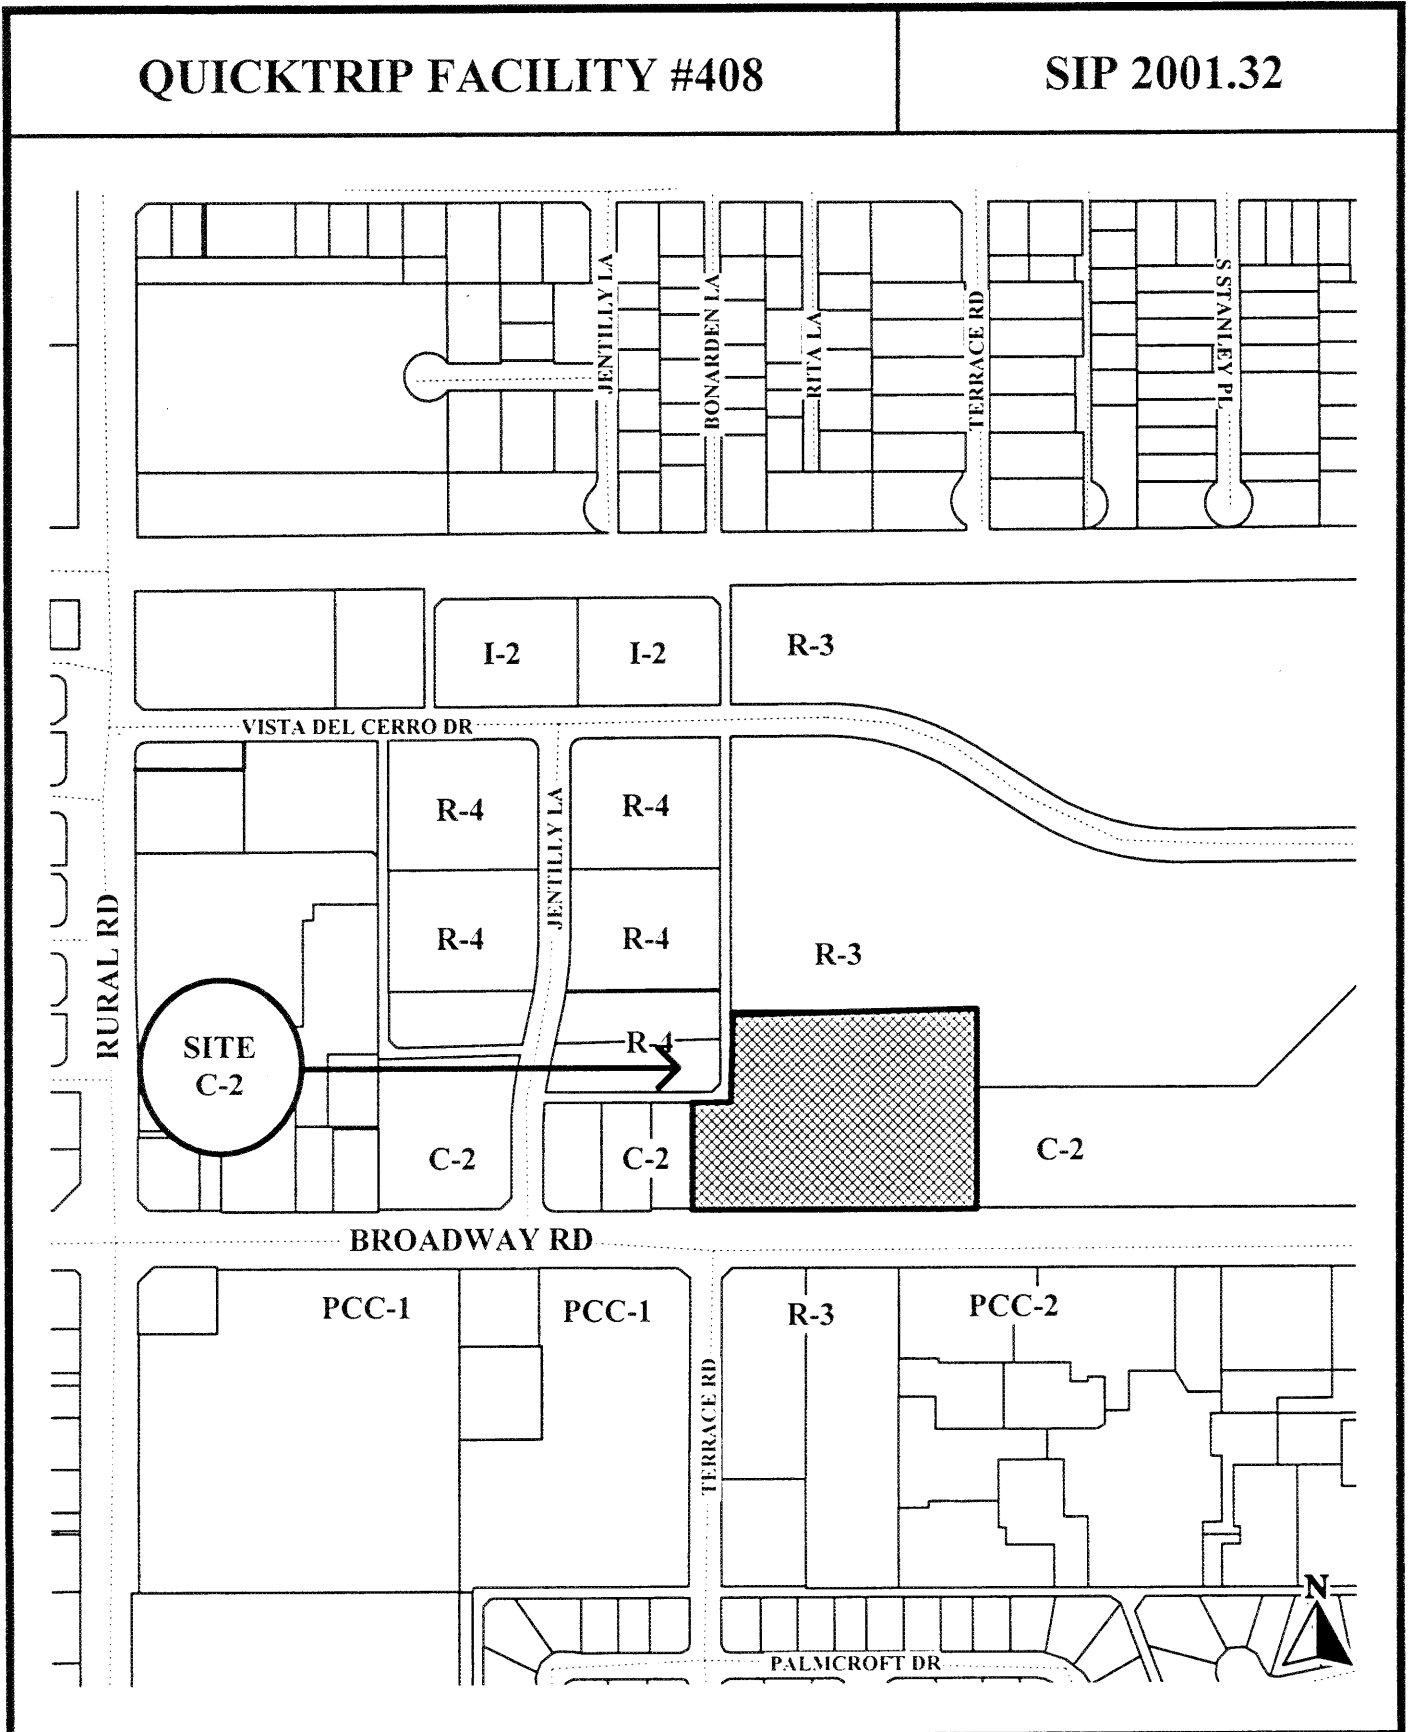 QUICKTRIP FACILITY #408
SIP 2001.32
JENTILLY LA
BONARDEN LA
RITA LA
TERRACE RD
S STANLEY PL
I-2
I-2
R-3
VISTA DEL CERRO DR
R-4
R-4
JENTILLY LA
R-4
R-4
R-3
RURAL RD
SITE
C-2
R-4
C-2
C-2
C-2
BROADWAY RD
PCC-1
PCC-1
R-3
PCC-2
TERRACE RD
N
PALMCROFT DR